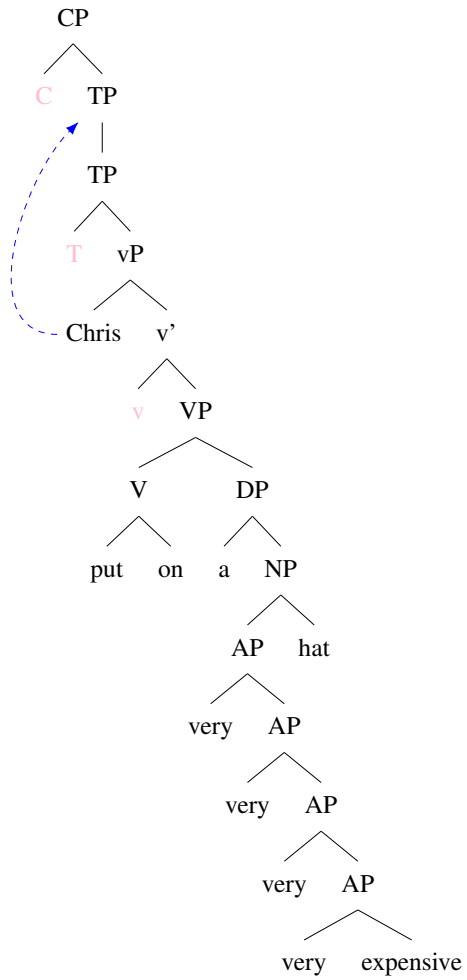 CP
C TP
TP
T vP
Chris v'
v VP
V DP
put on a NP
AP hat
very AP
very AP
very AP
very expensive